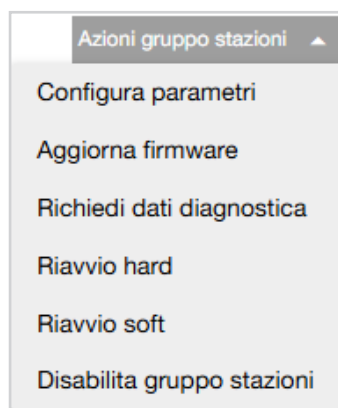 Azioni gruppo stazioni
Configura parametri
Aggiorna firmware
Richiedi dati diagnostica
Riavvio hard
Riavvio soft
Disabilita gruppo stazioni